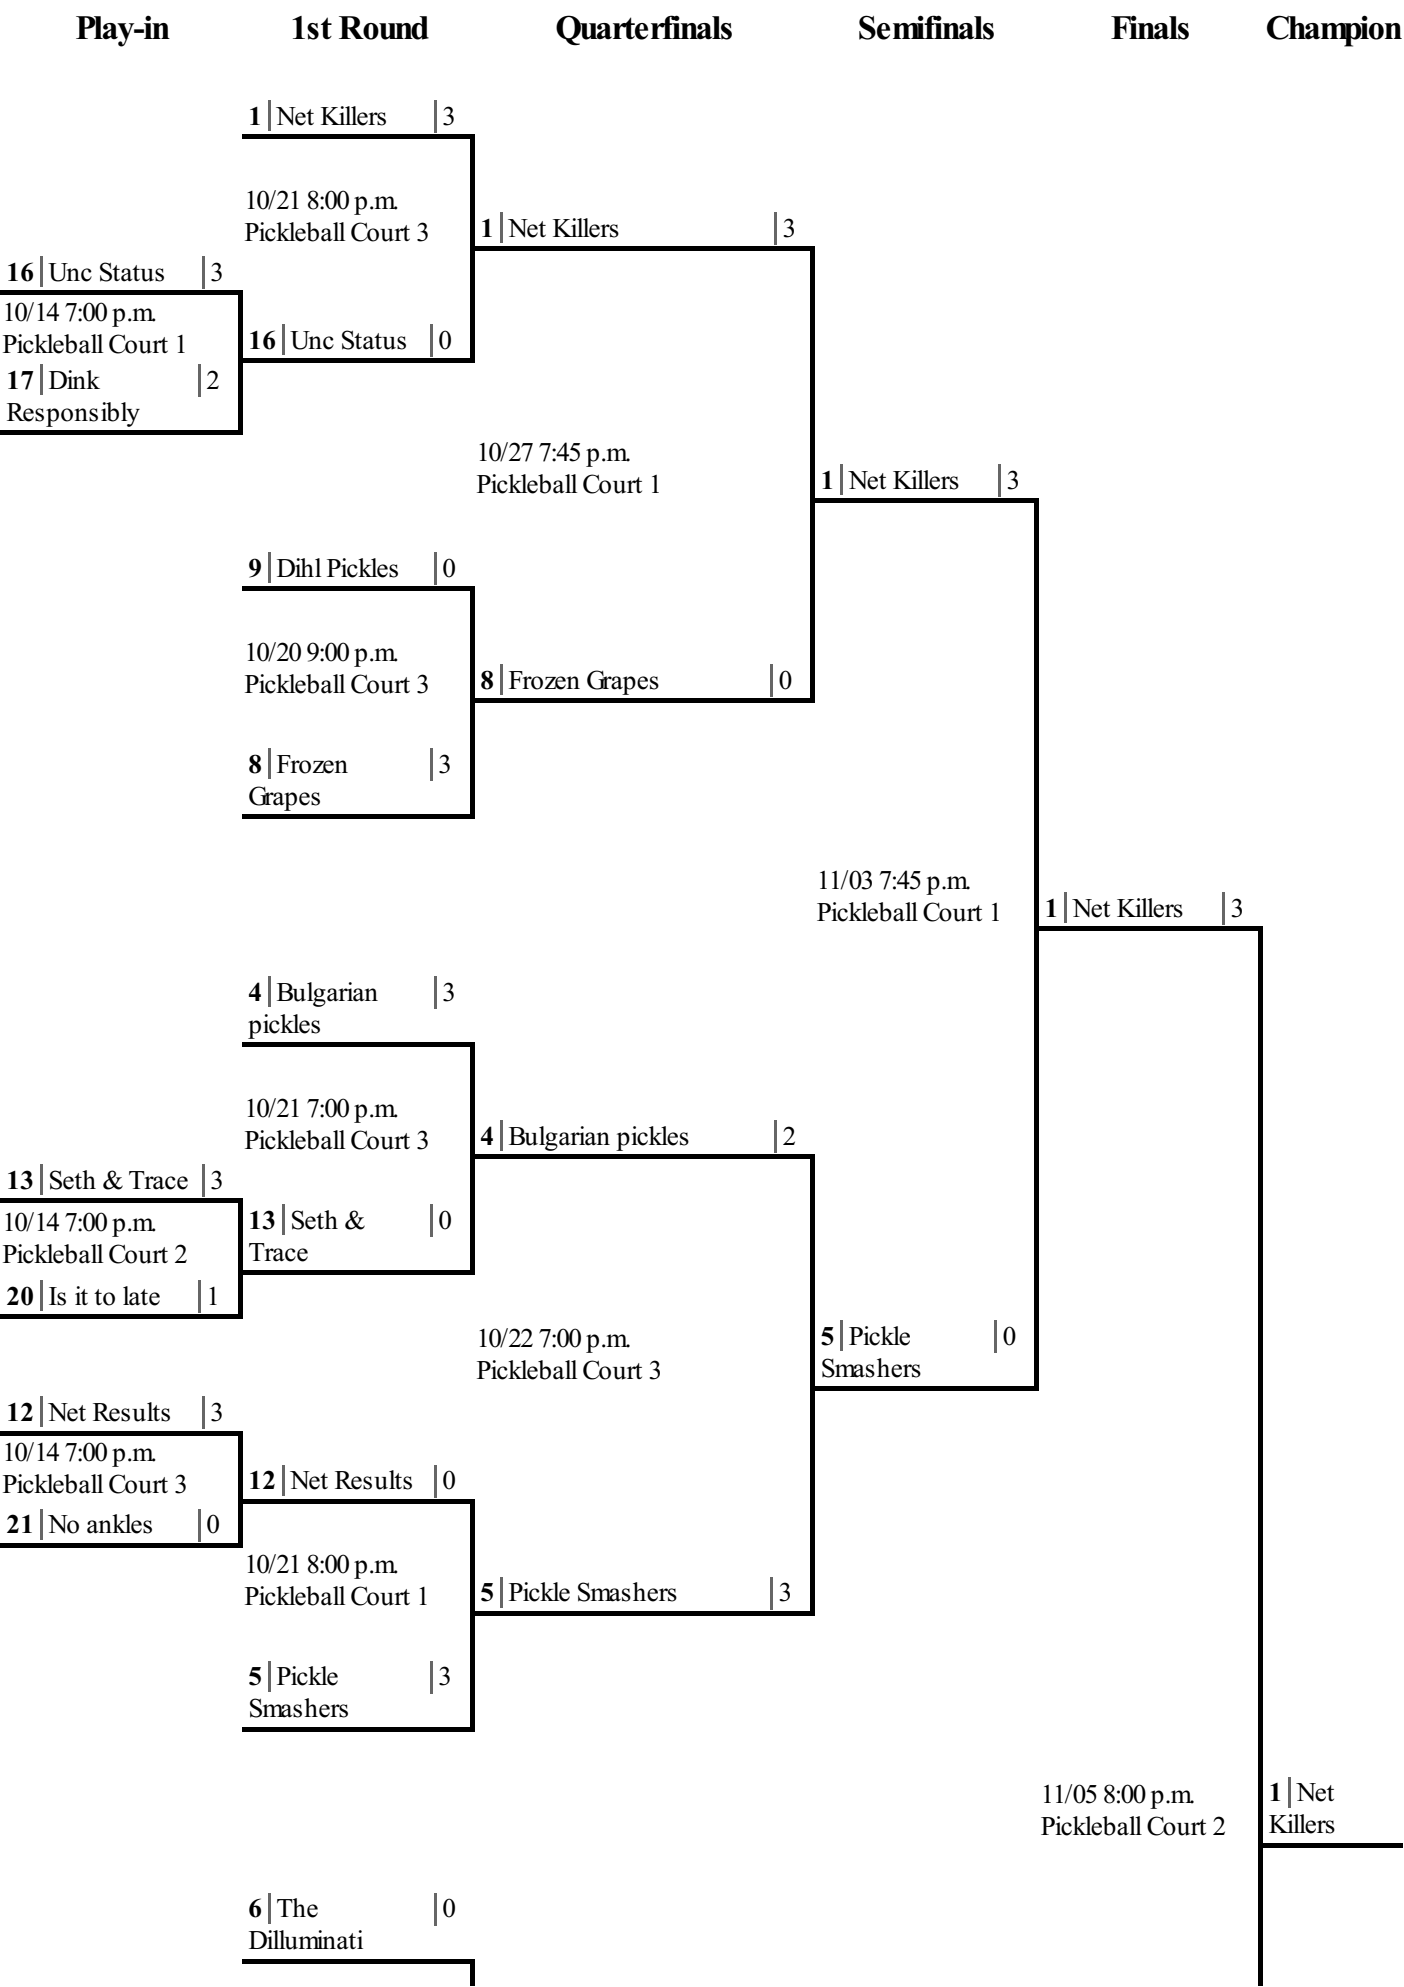 Play-in 1st Round Quarterfinals Semifinals Finals Champion
1 Net Killers 3
10/21 8:00 p.m.
Pickleball Court 3
1 Net Killers 3
16 Unc Status 3
10/14 7:00 p.m.
Pickleball Court 1
16 Unc Status 0
17 Dink 2
Responsibly
10/27 7:45 p.m.
Pickleball Court 1
1 Net Killers 3
9 Dihl Pickles 0
10/20 9:00 p.m.
Pickleball Court 3
8 Frozen Grapes 0
8 Frozen 3
Grapes
11/03 7:45 p.m.
Pickleball Court 1
1 Net Killers 3
4 Bulgarian 3
pickles
10/21 7:00 p.m.
Pickleball Court 3
4 Bulgarian pickles 2
13 Seth & Trace 3
10/14 7:00 p.m.
Pickleball Court 2
13 Seth & 0
Trace
20 Is it to late 1
10/22 7:00 p.m.
Pickleball Court 3
5 Pickle 0
Smashers
12 Net Results 3
10/14 7:00 p.m.
Pickleball Court 3
12 Net Results 0
21 No ankles 0
10/21 8:00 p.m.
Pickleball Court 1
5 Pickle Smashers 3
5 Pickle 3
Smashers
11/05 8:00 p.m.
Pickleball Court 2
1 Net
Killers
6 The 0
Dilluminati